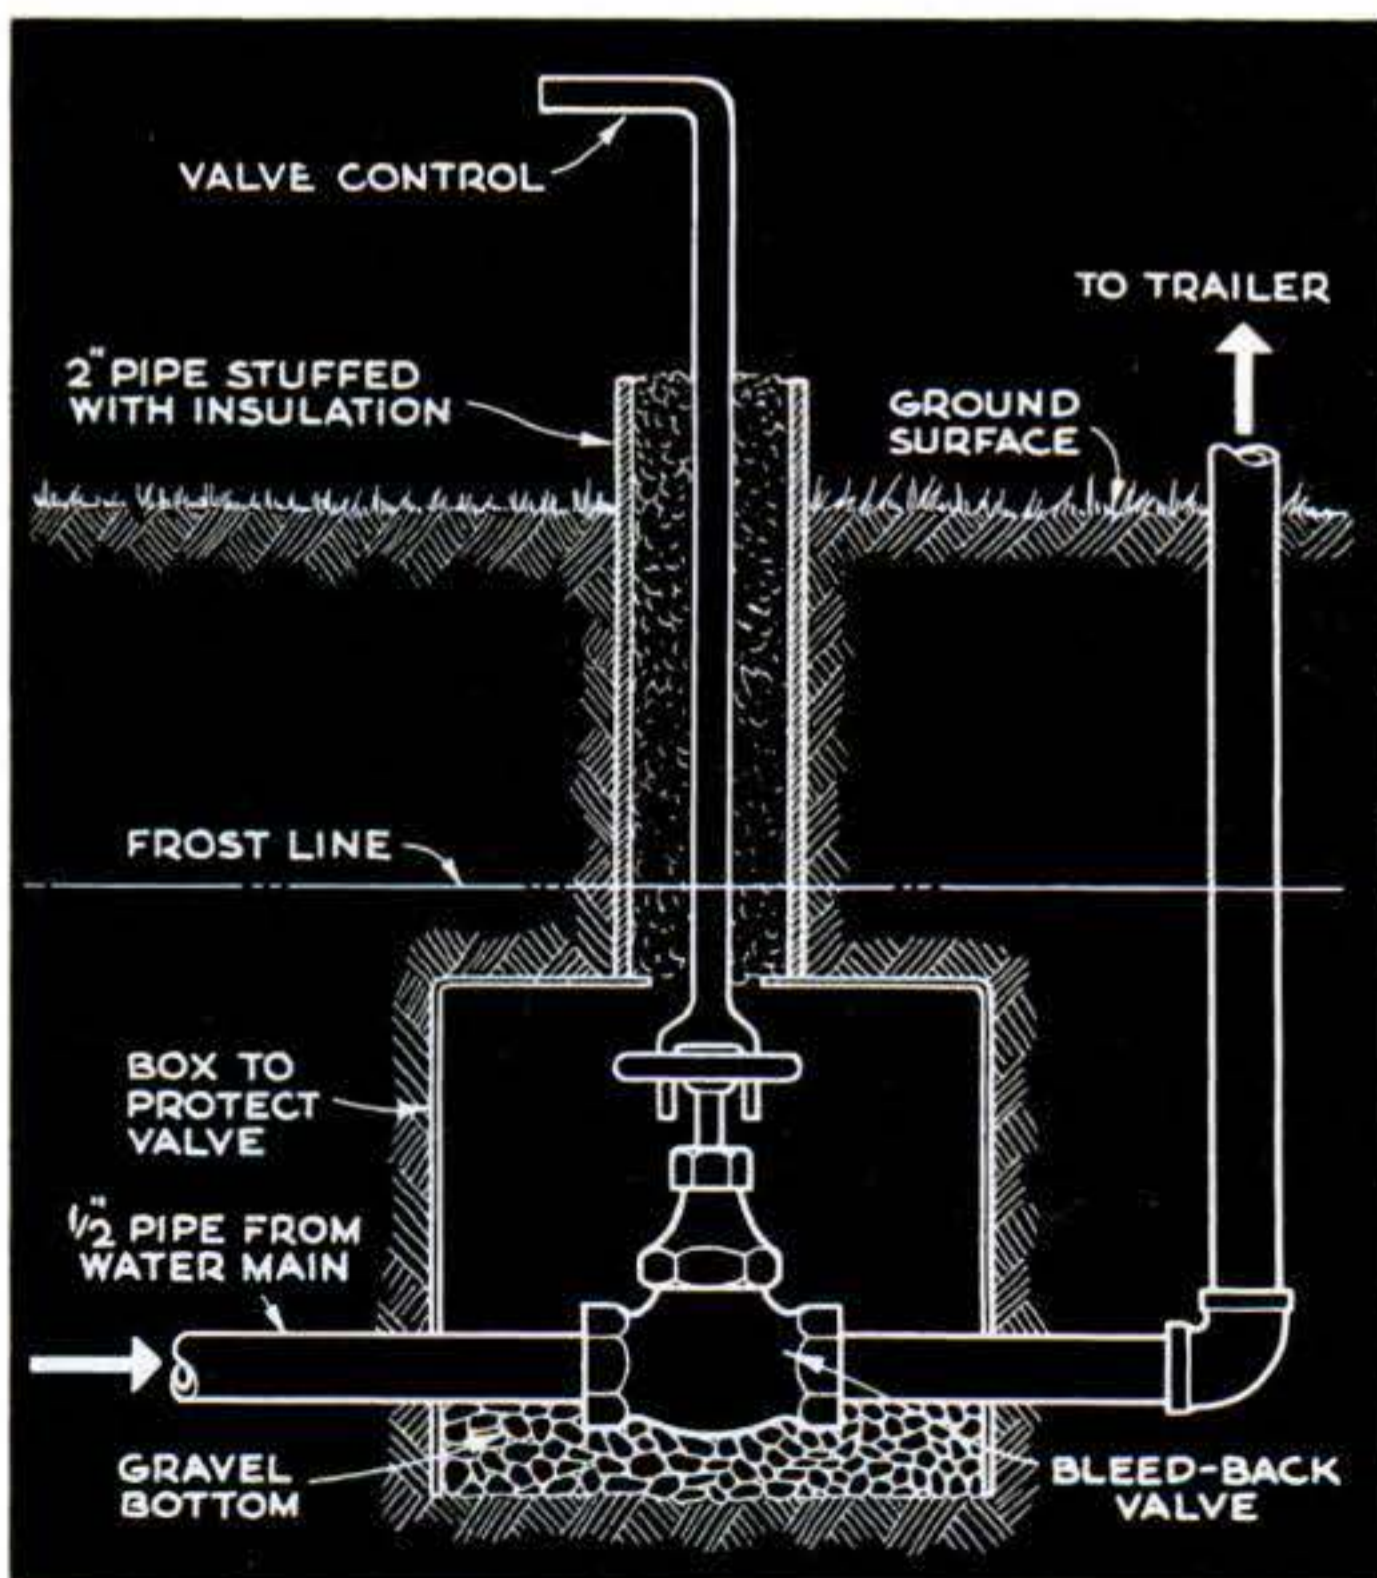 VALVE CONTROL
TO TRAILER
2" PIPE STUFFED
WITH INSULATION
GROUND
SURFACE
FROST LINE
BOX TO
PROTECT
VALVE
1/2" PIPE FROM
WATER MAIN
GRAVEL
BOTTOM
BLEED-BACK
VALVE